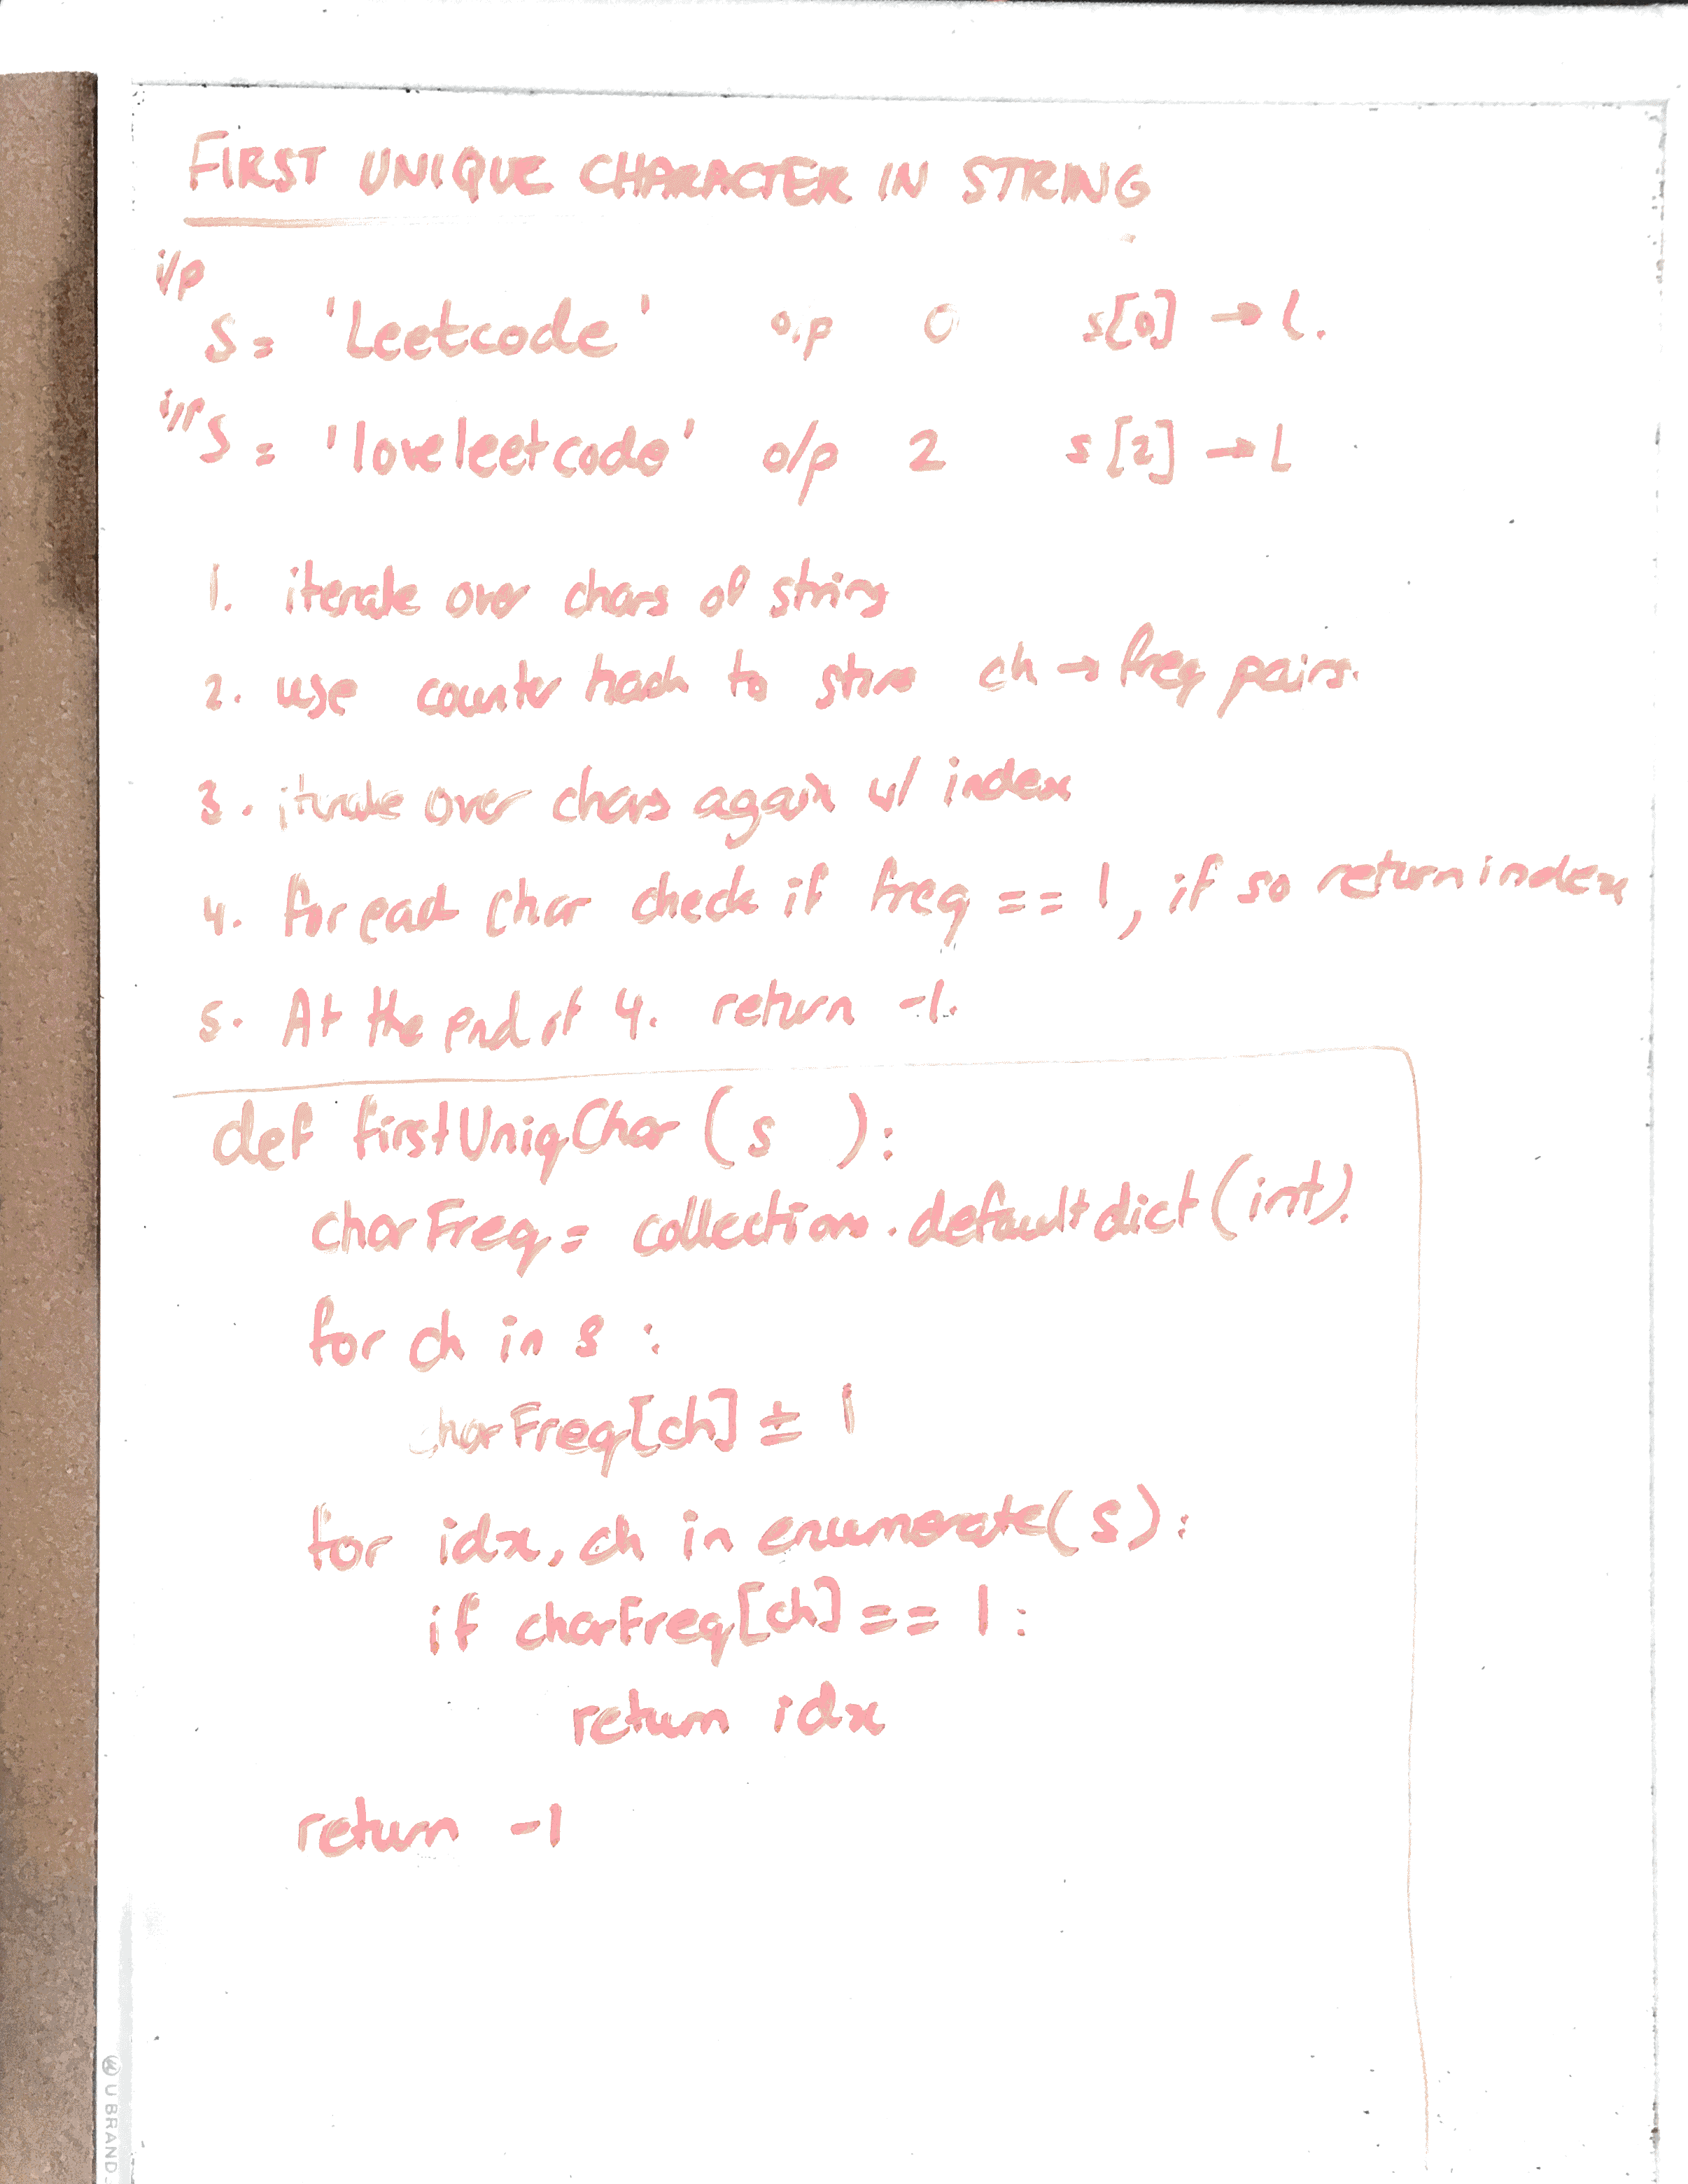 FIRST UNIQUE CHARACTER IN STRING
i/p
S = 'Leetcode' o/p 0 s[0] → l.
i/p S = 'loveleetcode' o/p 2 s[2] → l
1. iterate over chars of string
2. use counter hash to store ch → freq pairs.
3. iterate over chars again w/ index
4. for each char check if freq == 1, if so return index
5. At the end of 4. return -1.
def firstUniqChar (s ):
charFreq = collections.defaultdict(int).
for ch in s :
charFreq[ch] ± 1
for idx, ch in enumerate(s):
if charFreq[ch] == 1:
return idx
return -1
U BRAND